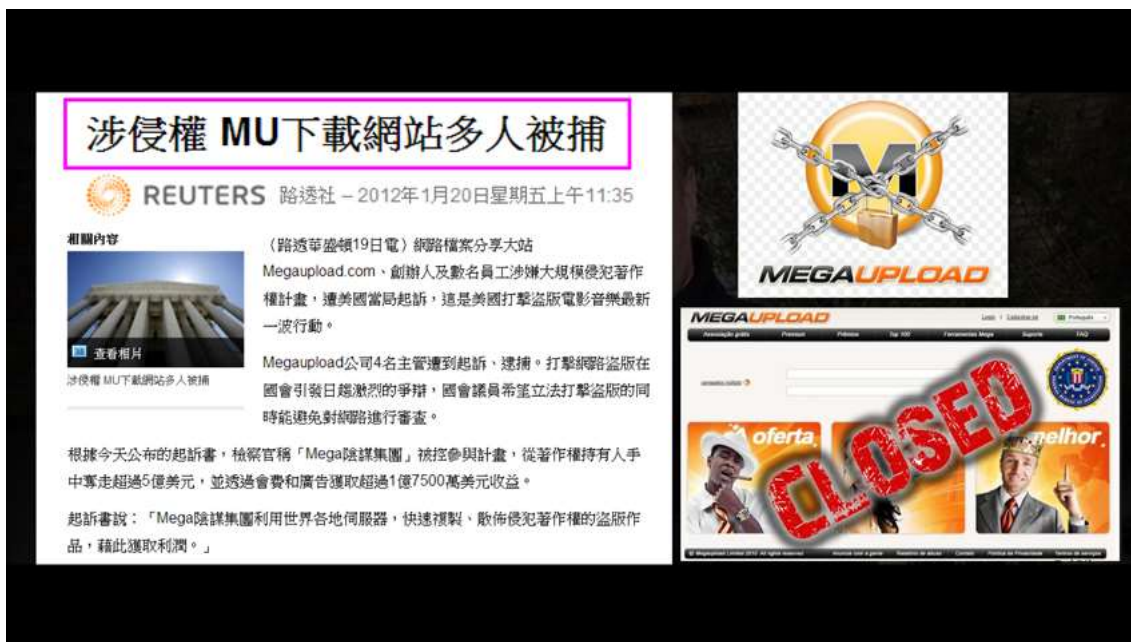 涉侵權 MU下載網站多人被捕
REUTERS 路透社 – 2012年1月20日星期五上午11:35
相關內容
查看相片
涉侵權 MU下載網站多人被捕
（路透華盛頓19日電）網路檔案分享大站
Megaupload.com、創辦人及數名員工涉嫌大規模侵犯著作
權計畫，遭美國當局起訴，這是美國打擊盜版電影音樂最新
一波行動。
Megaupload公司4名主管遭到起訴、逮捕。打擊網路盜版在
國會引發日趨激烈的爭辯，國會議員希望立法打擊盜版的同
時能避免對網路進行審查。
根據今天公布的起訴書，檢察官稱「Mega陰謀集團」被控參與計畫，從著作權持有人手
中奪走超過5億美元，並透過會費和廣告獲取超過1億7500萬美元收益。
起訴書說：「Mega陰謀集團利用世界各地伺服器，快速複製、散佈侵犯著作權的盜版作
品，藉此獲取利潤。」
M
MEGAUPLOAD
MEGAUPLOAD
Login
Português
Premium
Prêmios
Top 100
Ferramentas Mega
Suporte
FAQ
oferta
melhor
CLOSED